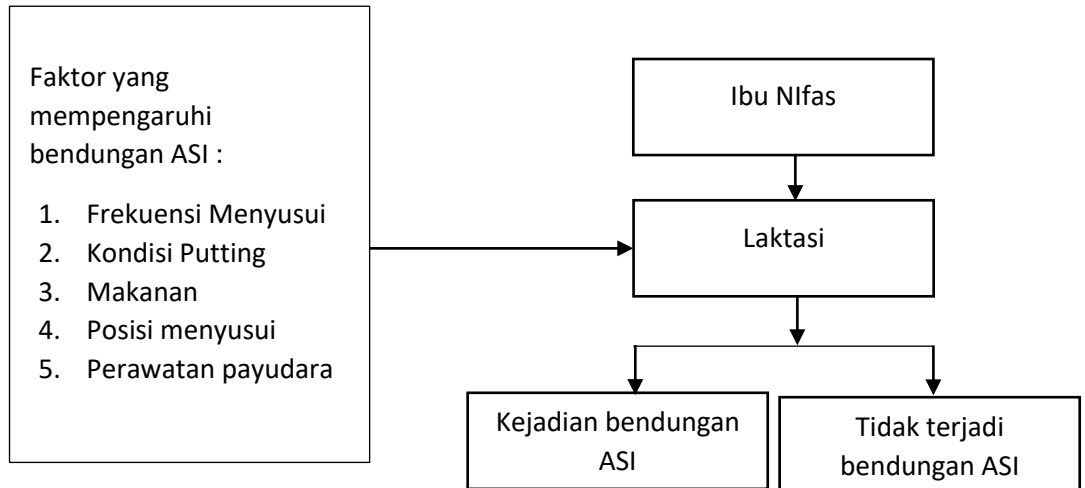 Faktor yang
mempengaruhi
bendungan ASI :
1. Frekuensi Menyusui
2. Kondisi Putting
3. Makanan
4. Posisi menyusui
5. Perawatan payudara
Ibu NIfas
Laktasi
Kejadian bendungan
ASI
Tidak terjadi
bendungan ASI